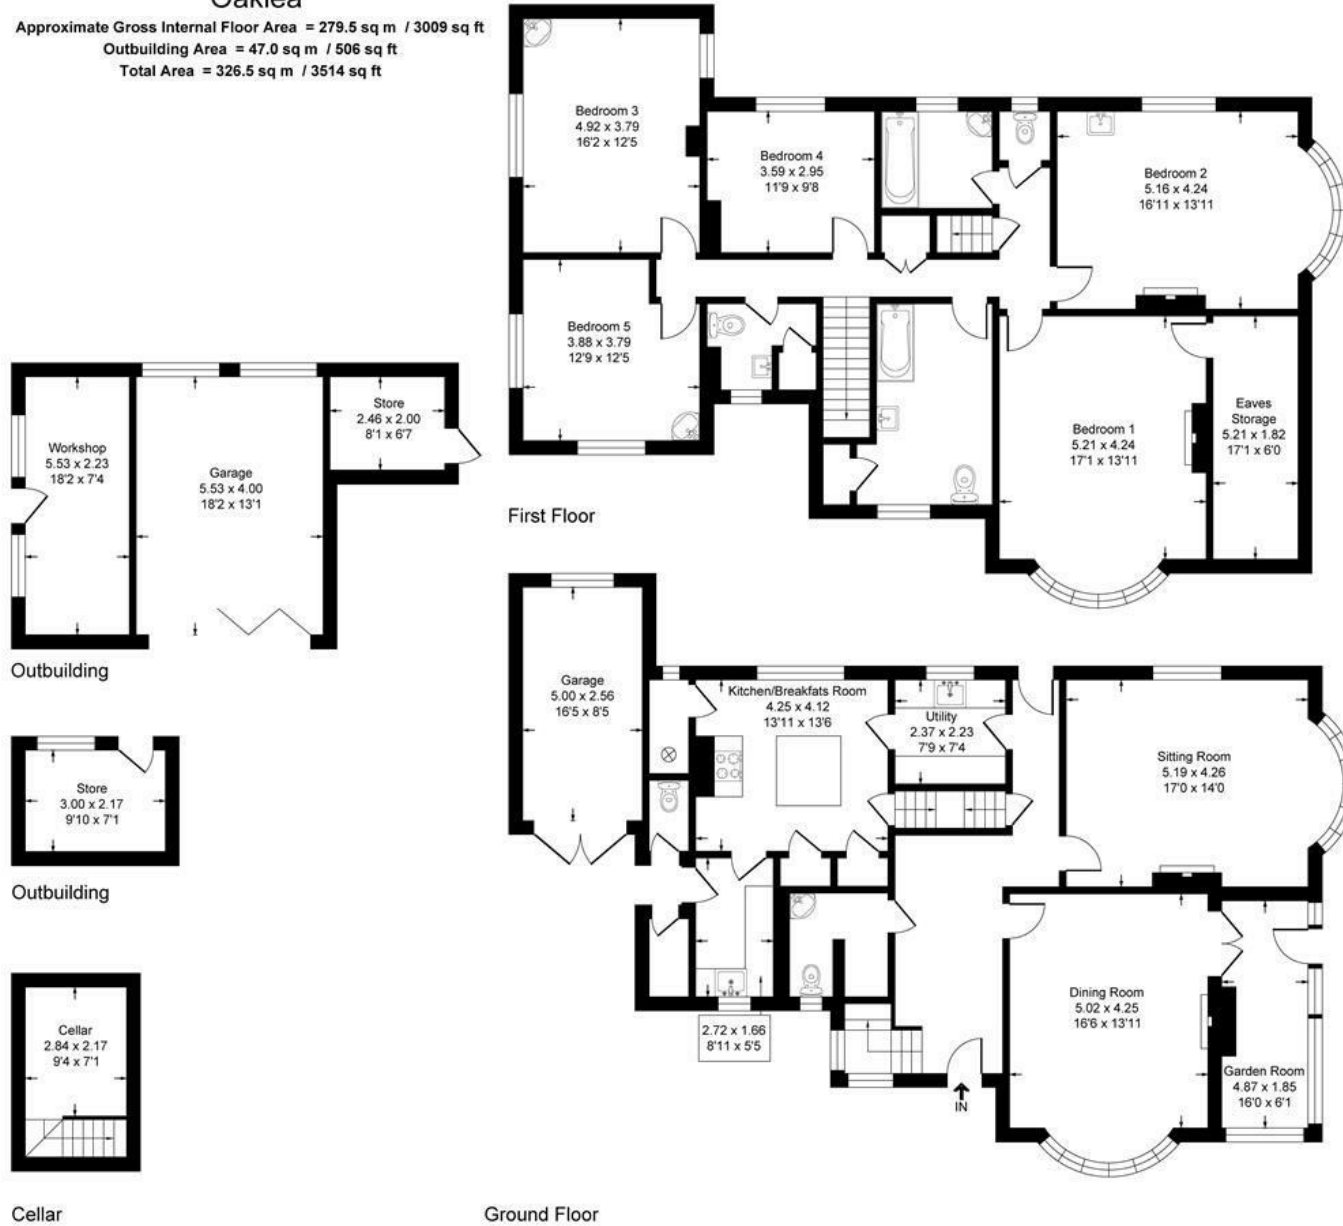 Oaklea
Approximate Gross Internal Floor Area = 279.5 sq m / 3009 sq ft
Outbuilding Area = 47.0 sq m / 506 sq ft
Total Area = 326.5 sq m / 3514 sq ft
Bedroom 3
4.92 x 3.79
16'2 x 12'5
Bedroom 4
3.59 x 2.95
11'9 x 9'8
Bedroom 2
5.16 x 4.24
16'11 x 13'11
Bedroom 5
3.88 x 3.79
12'9 x 12'5
Bedroom 1
5.21 x 4.24
17'1 x 13'11
Eaves
Storage
5.21 x 1.82
17'1 x 6'0
First Floor
Workshop
5.53 x 2.23
18'2 x 7'4
Garage
5.53 x 4.00
18'2 x 13'1
Store
2.46 x 2.00
8'1 x 6'7
Outbuilding
Store
3.00 x 2.17
9'10 x 7'1
Outbuilding
Cellar
2.84 x 2.17
9'4 x 7'1
Cellar
Garage
5.00 x 2.56
16'5 x 8'5
Kitchen/Breakfats Room
4.25 x 4.12
13'11 x 13'6
Utility
2.37 x 2.23
7'9 x 7'4
Sitting Room
5.19 x 4.26
17'0 x 14'0
2.72 x 1.66
8'11 x 5'5
Dining Room
5.02 x 4.25
16'6 x 13'11
Garden Room
4.87 x 1.85
16'0 x 6'1
IN
Ground Floor